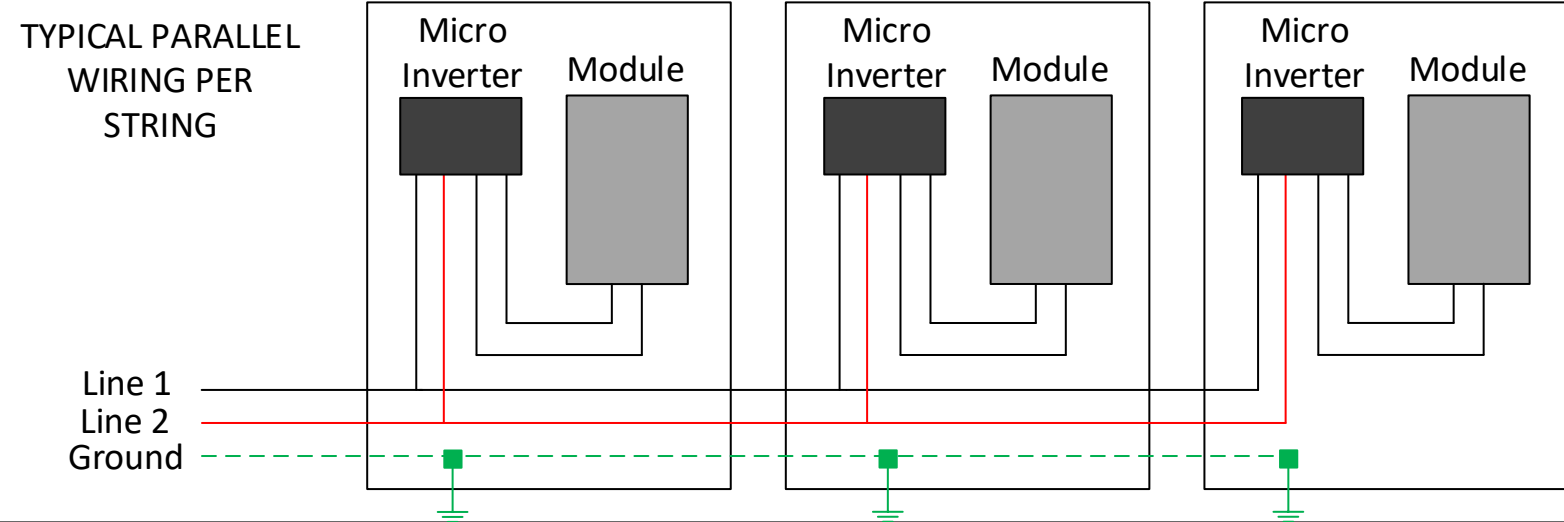 TYPICAL PARALLEL
WIRING PER
STRING
Micro
Inverter
Module
Micro
Inverter
Module
Micro
Inverter
Module
Line 1
Line 2
Ground